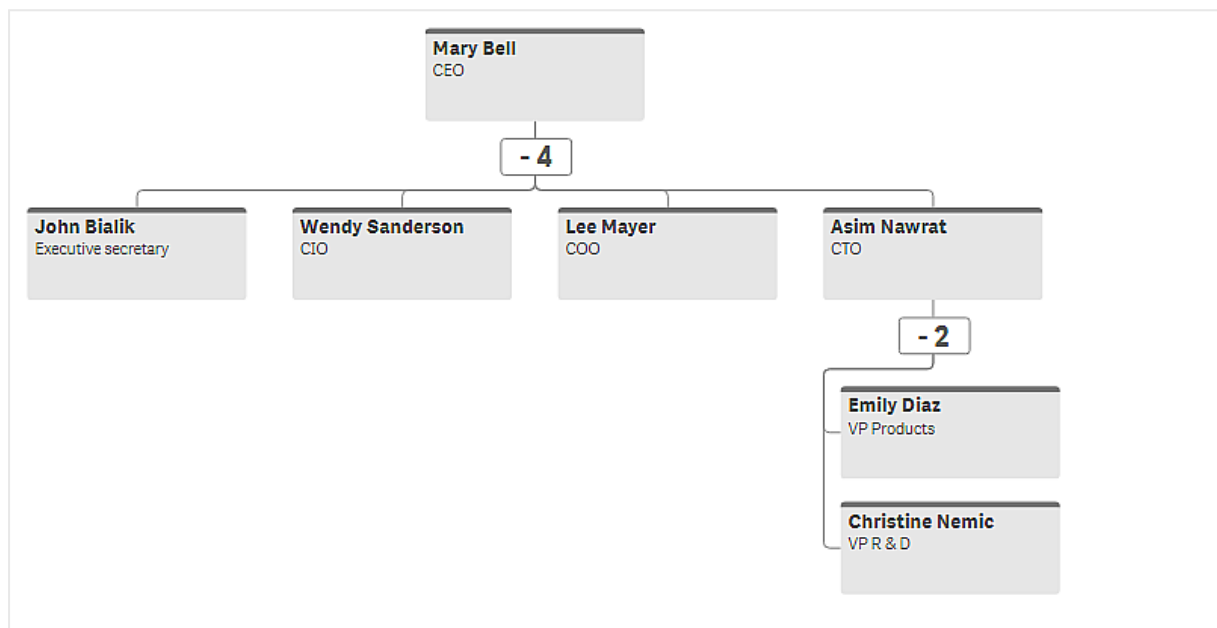 Mary Bell
CEO
- 4
John Bialik
Executive secretary
Wendy Sanderson
CIO
Lee Mayer
COO
Asim Nawrat
CTO
- 2
Emily Diaz
VP Products
Christine Nemic
VP R & D